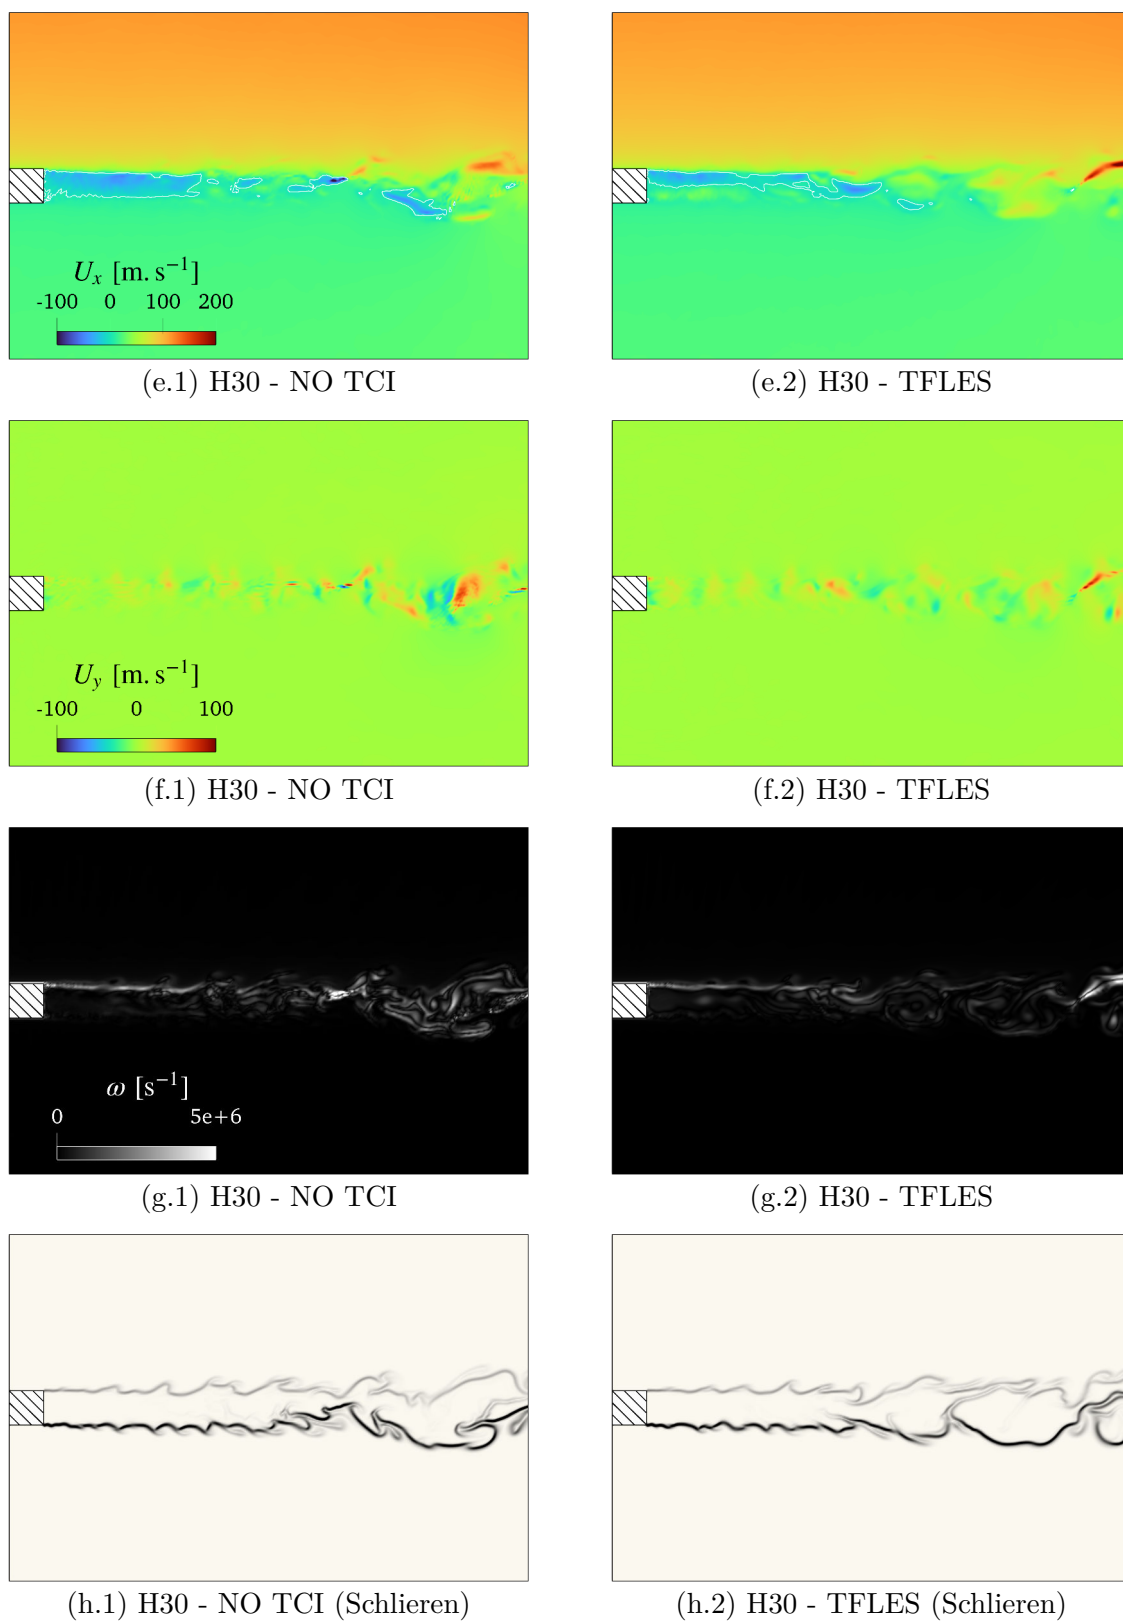 U_x [m. s⁻¹]
-100 0 100 200
(e.1) H30 - NO TCI
(e.2) H30 - TFLES
U_y [m. s⁻¹]
-100 0 100
(f.1) H30 - NO TCI
(f.2) H30 - TFLES
ω [s⁻¹]
0 5e+6
(g.1) H30 - NO TCI
(g.2) H30 - TFLES
(h.1) H30 - NO TCI (Schlieren)
(h.2) H30 - TFLES (Schlieren)